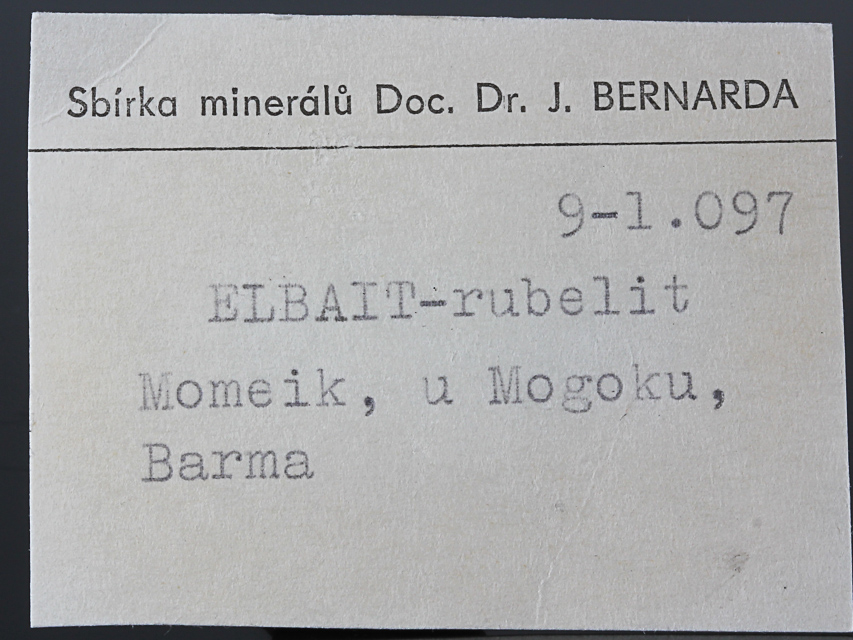 Sbírka minerálů Doc. Dr. J. BERNARDA
9-1.097
ELBAIT-rubelit
Momeik, u Mogoku,
Barma